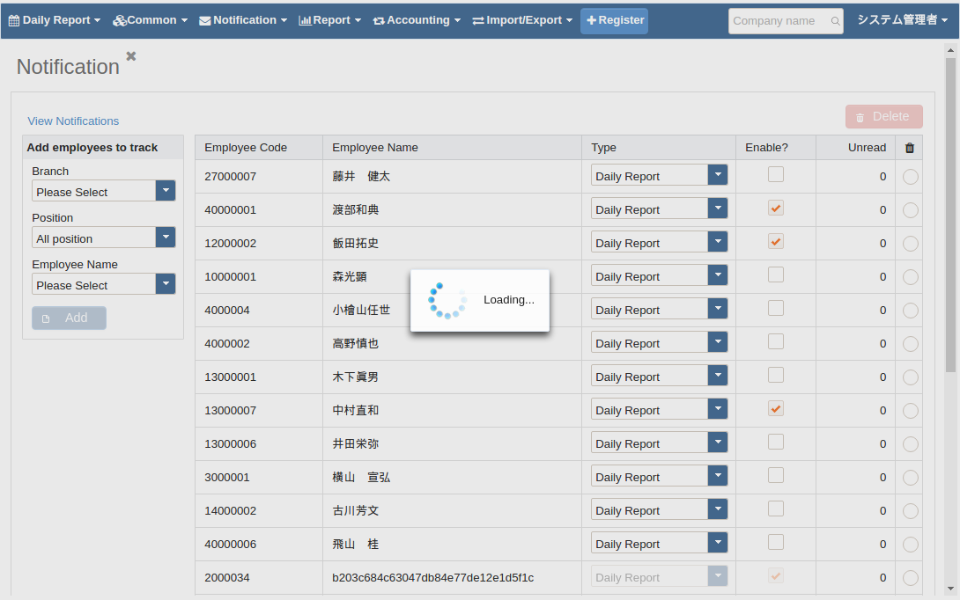 Daily Report Common Notification Report Accounting Import/Export Register Company name システム管理者
Notification
View Notifications
Delete
Add employees to track
Branch
Please Select
Position
All position
Employee Name
Please Select
Add
Employee Code Employee Name Type Enable? Unread
27000007 藤井　健太 Daily Report 0
40000001 渡部和典 Daily Report 0
12000002 飯田拓史 Daily Report 0
10000001 森光顕 Daily Report 0
4000004 小檜山任世 Daily Report 0
4000002 高野慎也 Daily Report 0
13000001 木下眞男 Daily Report 0
13000007 中村直和 Daily Report 0
13000006 井田栄弥 Daily Report 0
3000001 横山　宣弘 Daily Report 0
14000002 古川芳文 Daily Report 0
40000006 飛山　桂 Daily Report 0
2000034 b203c684c63047db84e77de12e1d5f1c Daily Report 0
Loading...